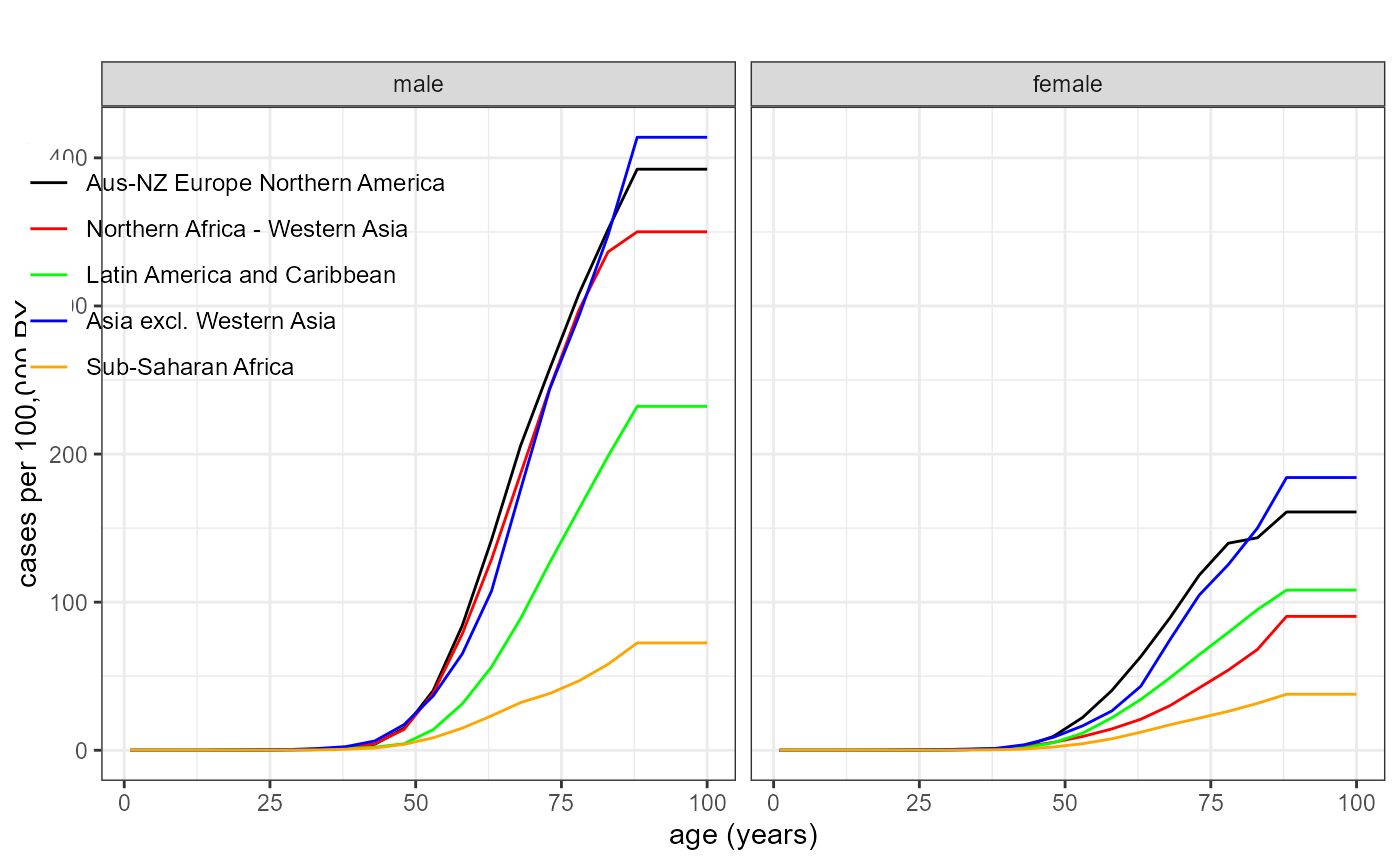 male
female
Aus-NZ Europe Northern America
Northern Africa - Western Asia
Latin America and Caribbean
Asia excl. Western Asia
Sub-Saharan Africa
cases per 100,000 PY
400
200
100
0
0 25 50 75 100
0 25 50 75 100
age (years)